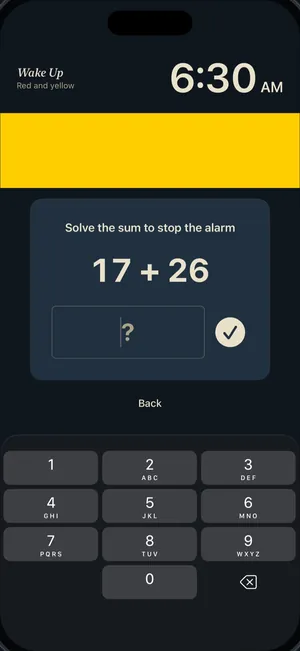 Wake Up
Red and yellow
6:30 AM
Solve the sum to stop the alarm
17 + 26
?
Back
1
2 ABC
3 DEF
4 GHI
5 JKL
6 MNO
7 PQRS
8 TUV
9 WXYZ
0